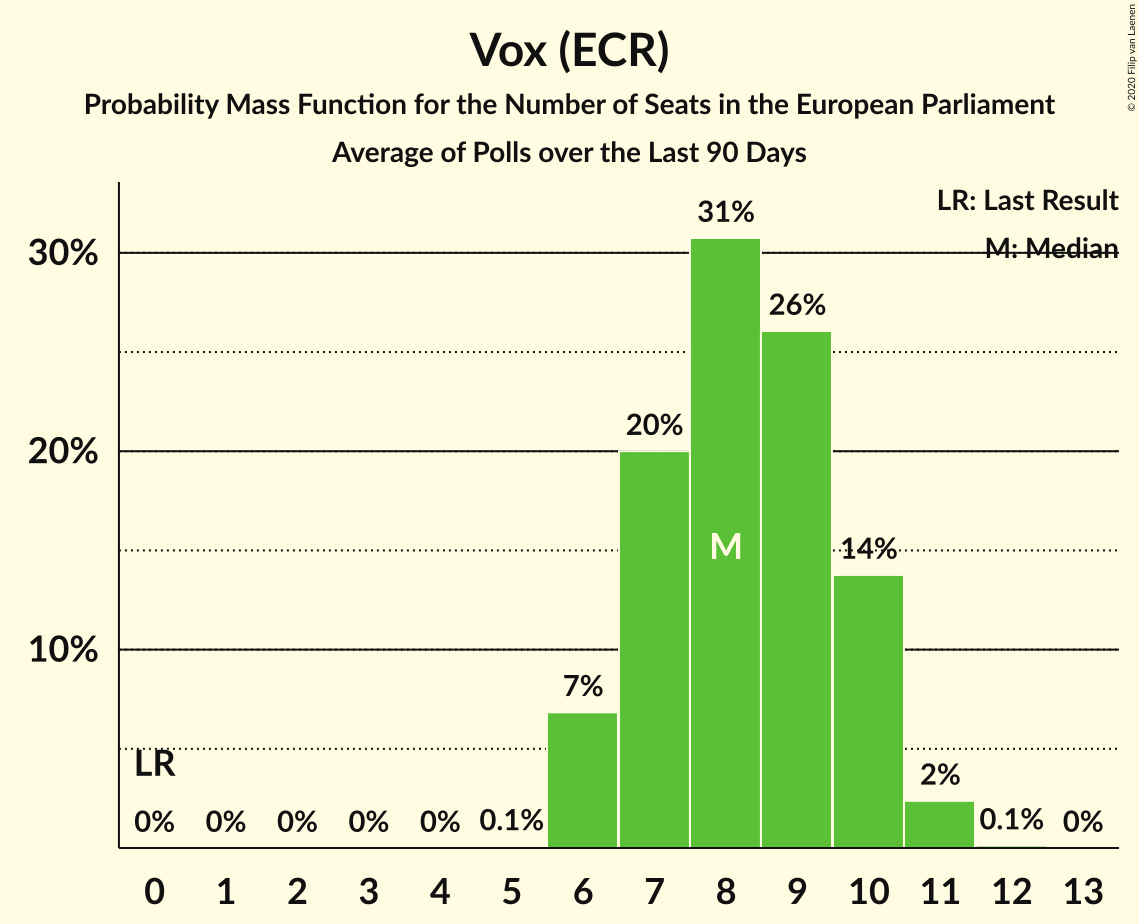 Vox (ECR)
Probability Mass Function for the Number of Seats in the European Parliament
Average of Polls over the Last 90 Days
© 2020 Filip van Laenen
LR: Last Result
M: Median
30%
20%
10%
31%
26%
20%
M
14%
7%
LR
2%
0% 0% 0% 0% 0% 0.1% 0.1% 0%
0 1 2 3 4 5 6 7 8 9 10 11 12 13